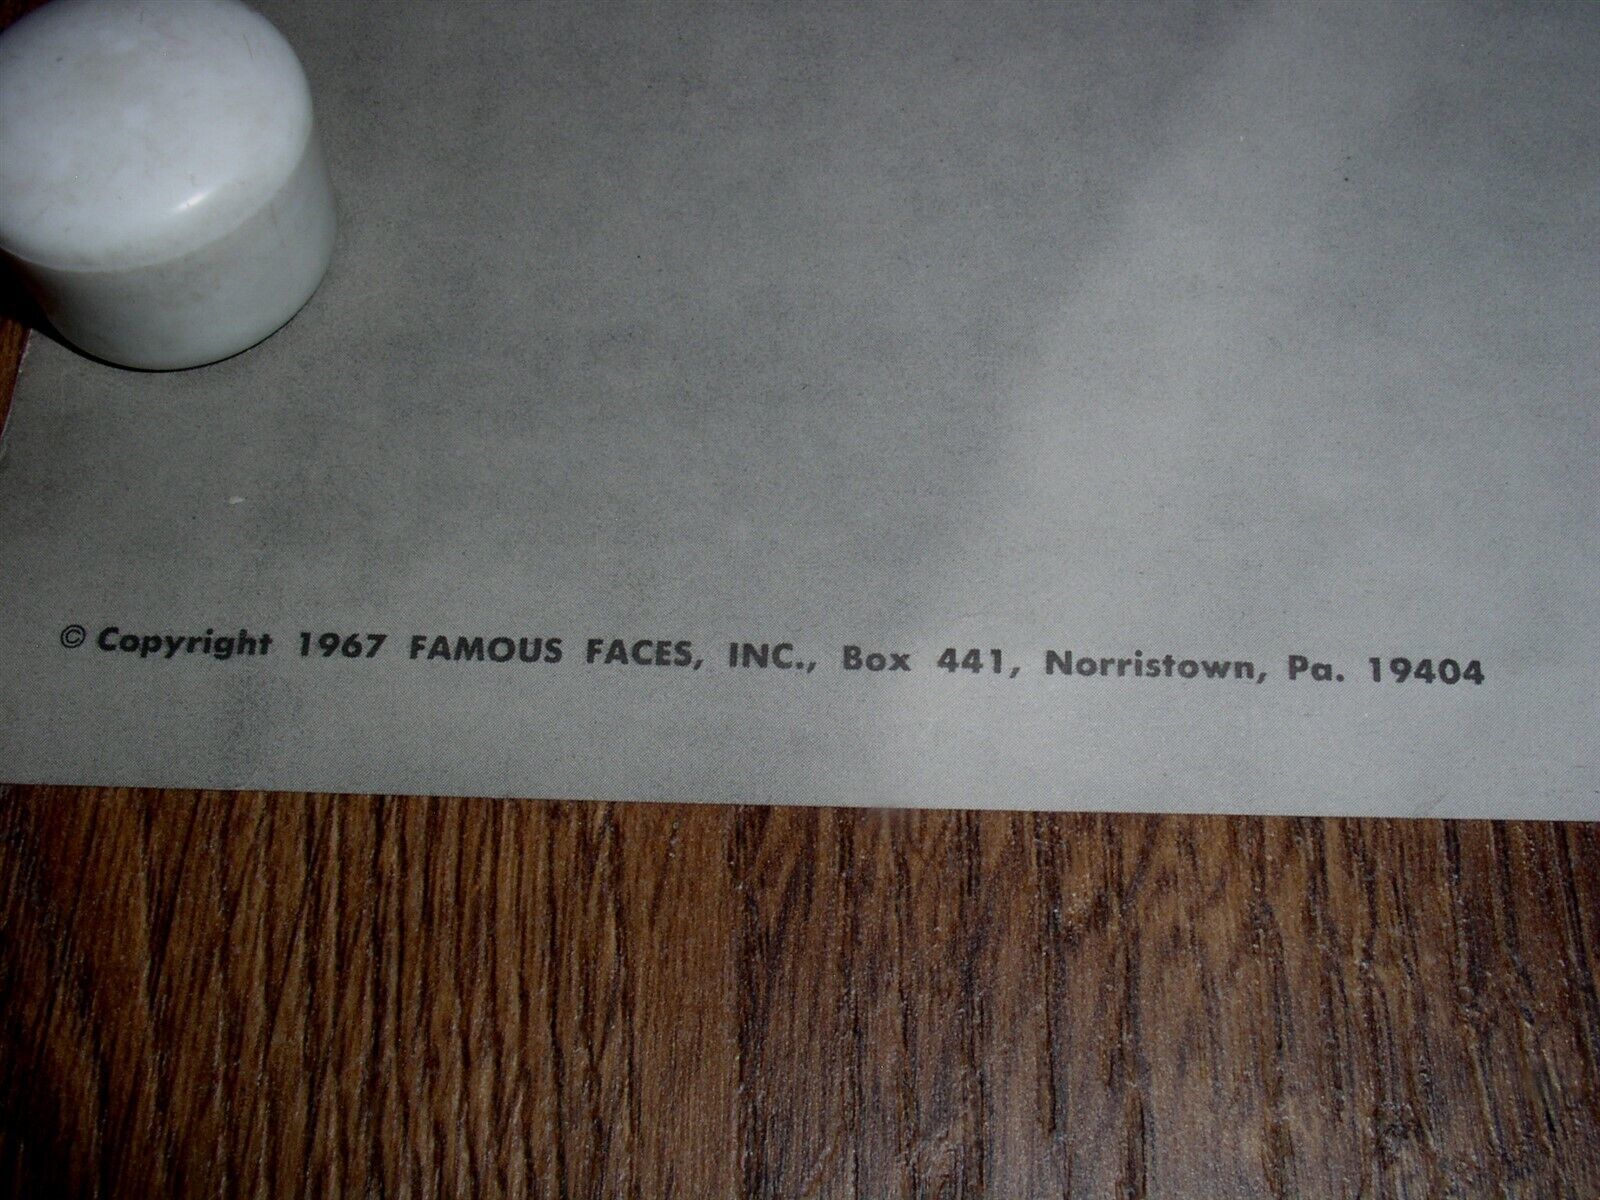 © Copyright 1967 FAMOUS FACES, INC., Box 441, Norristown, Pa. 19404